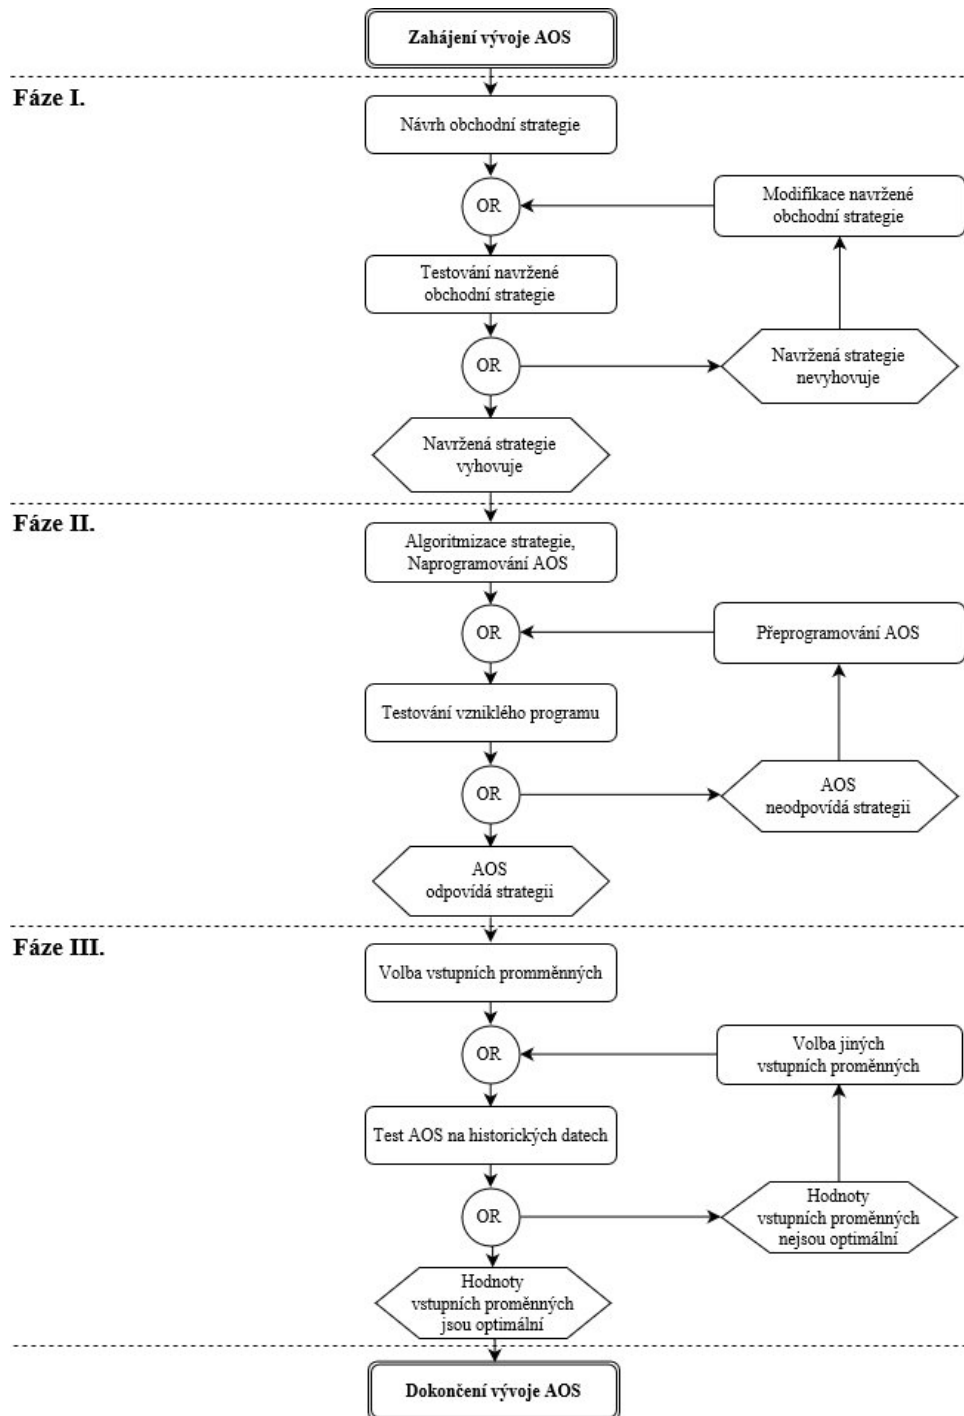 Zahájení vývoje AOS
Fáze I.
Návrh obchodní strategie
OR
Modifikace navržené
obchodní strategie
Testování navržené
obchodní strategie
OR
Navržená strategie
nevyhovuje
Navržená strategie
vyhovuje
Fáze II.
Algoritmizace strategie,
Naprogramování AOS
OR
Přeprogramování AOS
Testování vzniklého programu
OR
AOS
neodpovídá strategii
AOS
odpovídá strategii
Fáze III.
Volba vstupních promměnných
OR
Volba jiných
vstupních proměnných
Test AOS na historických datech
OR
Hodnoty
vstupních proměnných
nejsou optimální
Hodnoty
vstupních proměnných
jsou optimální
Dokončení vývoje AOS